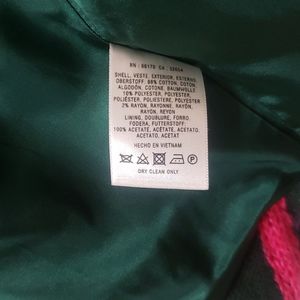 RN : 66170 CA : 32654
SHELL, VESTE, EXTERIOR, ESTERNO
OBERSTOFF: 88% COTTON, COTON
ALGODÓN, COTONE, BAUMWOLLE
10% POLYESTER, POLYESTER
POLIÉSTER, POLIESTERE, POLYESTER
2% RAYON, RAYONNE, RAYÓN
RAYON, REYON
LINING, DOUBLURE, FORRO,
FODERA, FUTTERSTOFF:
100% ACETATE, ACÉTATE, ACETATO
ACETATO, ACETAT
HECHO EN VIETNAM
DRY CLEAN ONLY